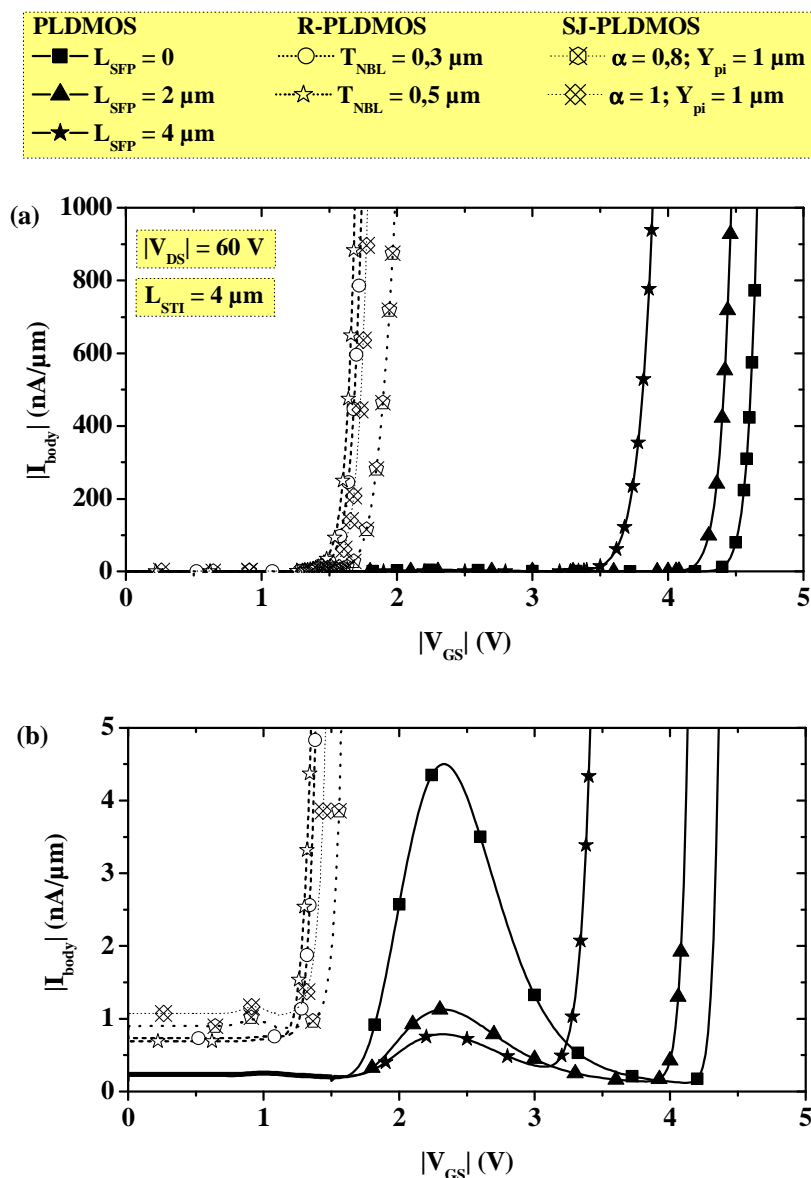 PLDMOS R-PLDMOS SJ-PLDMOS
L_SFP = 0 T_NBL = 0,3 µm α = 0,8; Y_pi = 1 µm
L_SFP = 2 µm T_NBL = 0,5 µm α = 1; Y_pi = 1 µm
L_SFP = 4 µm
(a)
|V_DS| = 60 V
L_STI = 4 µm
1000
800
600
400
200
0
|I_body| (nA/µm)
0 1 2 3 4 5
|V_GS| (V)
(b)
5
4
3
2
1
0
|I_body| (nA/µm)
0 1 2 3 4 5
|V_GS| (V)